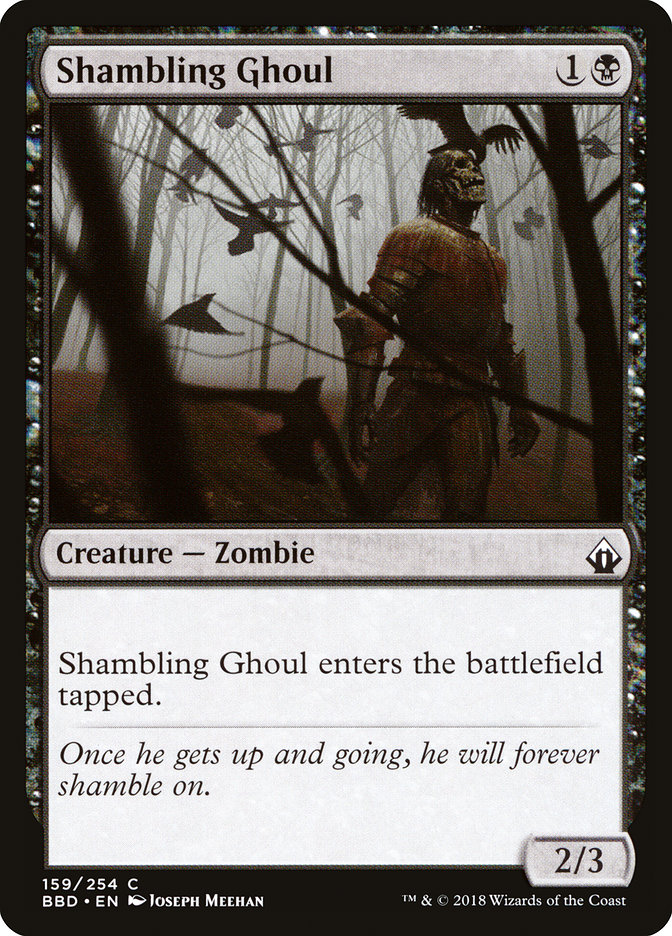 Shambling Ghoul 1
Creature — Zombie
Shambling Ghoul enters the battlefield
tapped.
Once he gets up and going, he will forever
shamble on.
2/3
159/254 C
BBD • EN Joseph Meehan
™ & © 2018 Wizards of the Coast